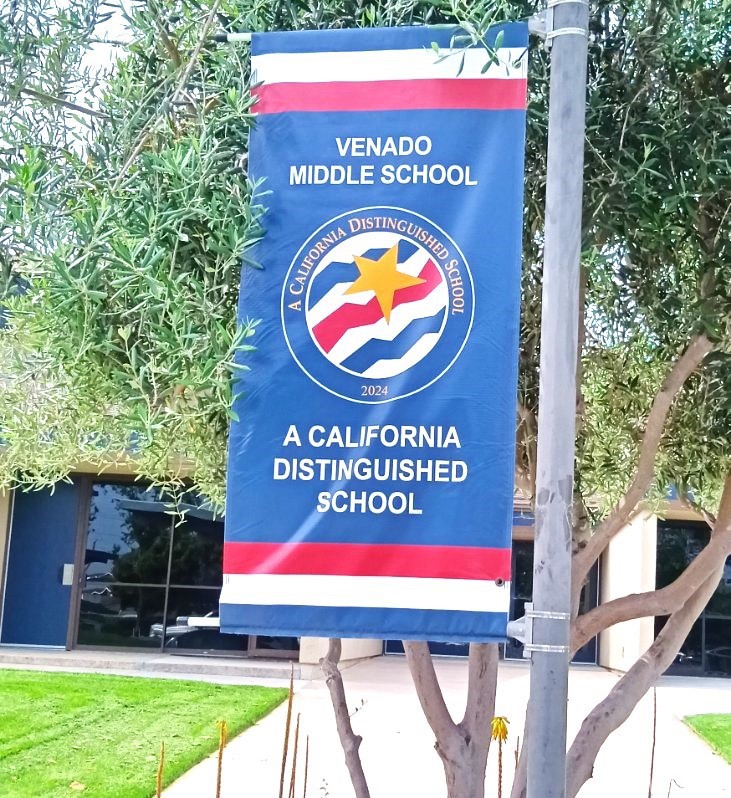 VENADO
MIDDLE SCHOOL
A CALIFORNIA DISTINGUISHED SCHOOL
2024
A CALIFORNIA
DISTINGUISHED
SCHOOL